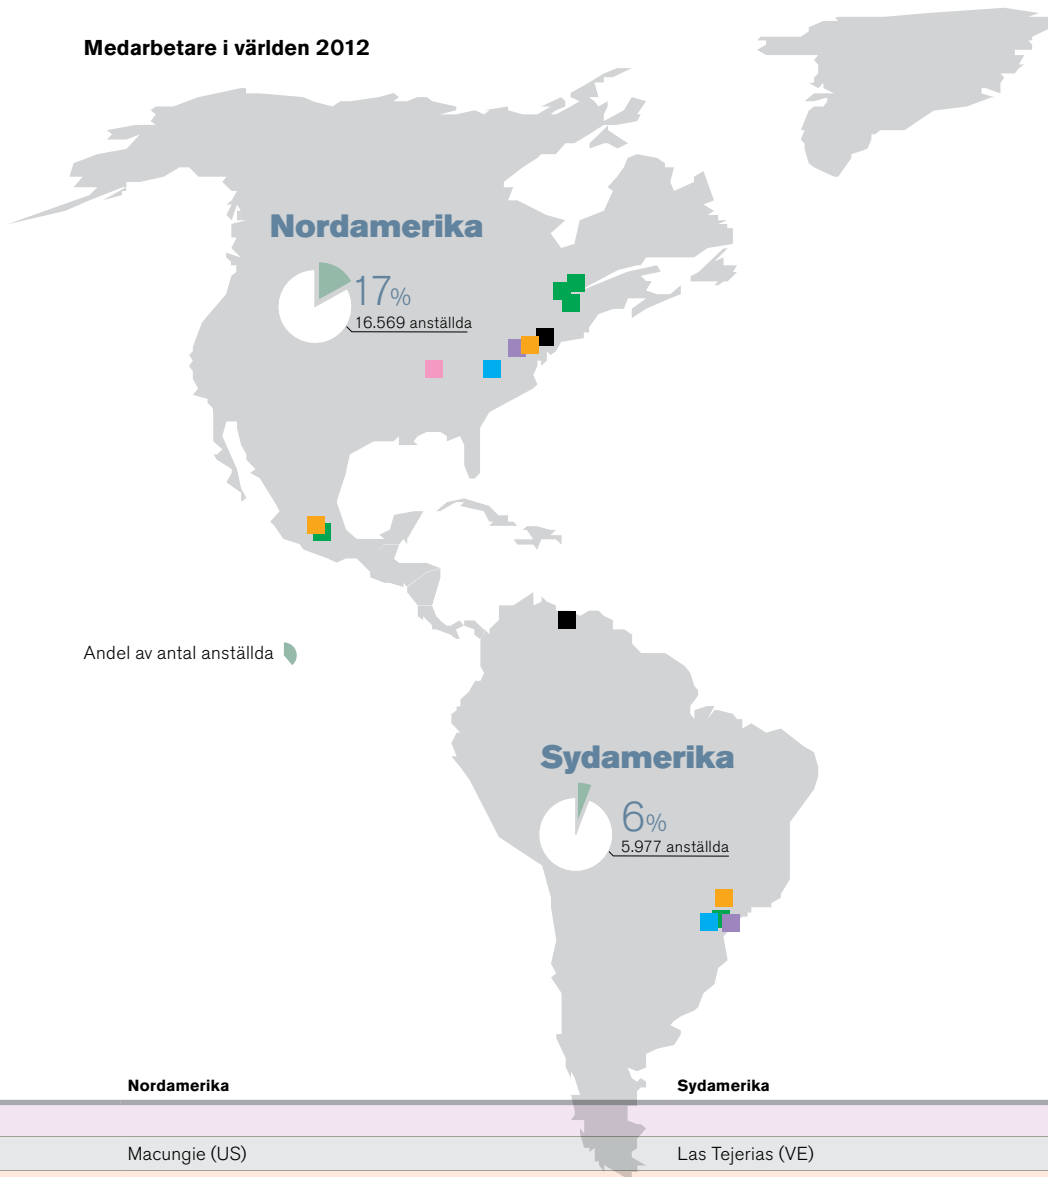 Medarbetare i världen 2012
Nordamerika
17%
16.569 anställda
Andel av antal anställda
Sydamerika
6%
5.977 anställda
Nordamerika Sydamerika
Macungie (US) Las Tejerias (VE)